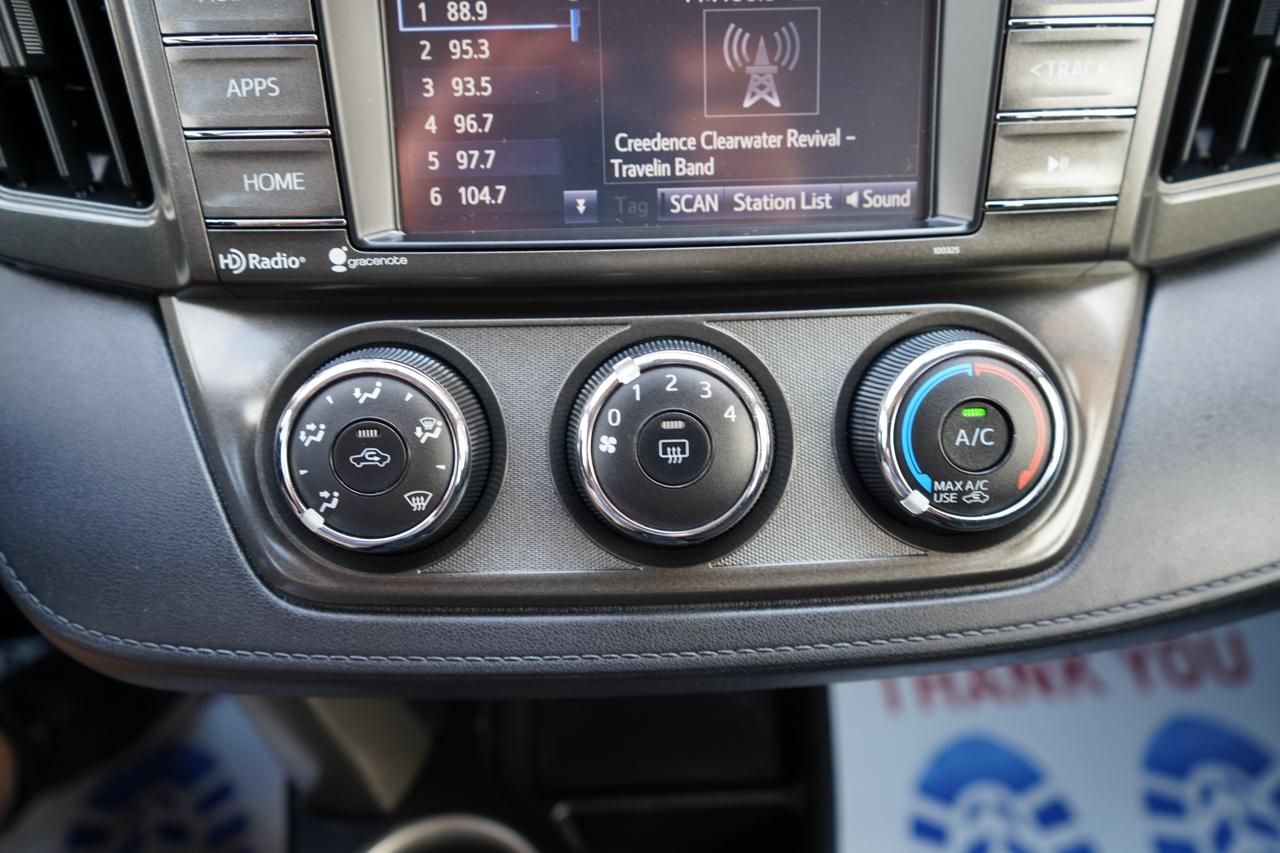 1 88.9
2 95.3
3 93.5
4 96.7
5 97.7
6 104.7
Creedence Clearwater Revival –
Travelin Band
Tag
SCAN
Station List
Sound
APPS
HOME
<TRACK
HD Radio®
gracenote
100325
0 1 2 3 4
A/C
MAX A/C
USE
THANK YOU